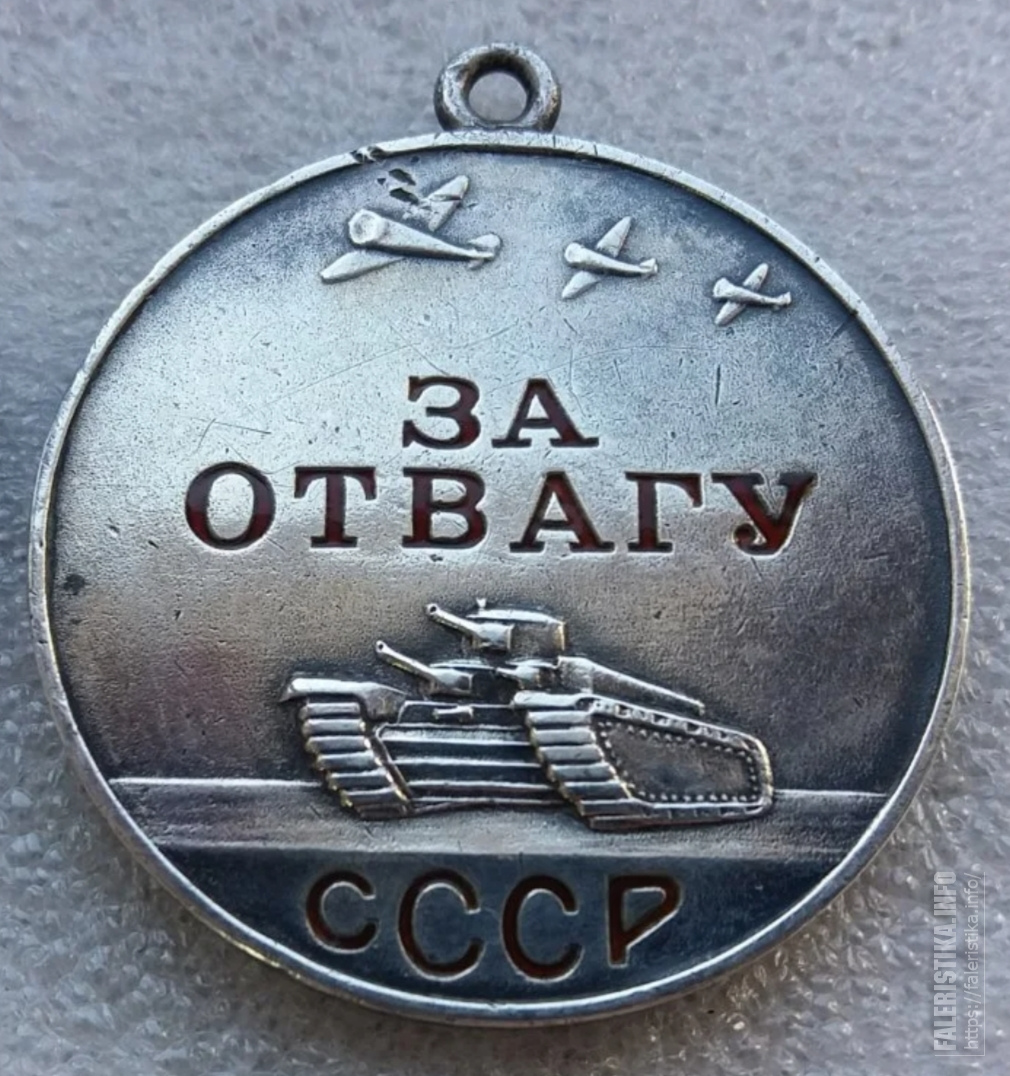 ЗА
ОТВАГУ
СССР
FALERISTIKA.INFO
https://faleristika.info/